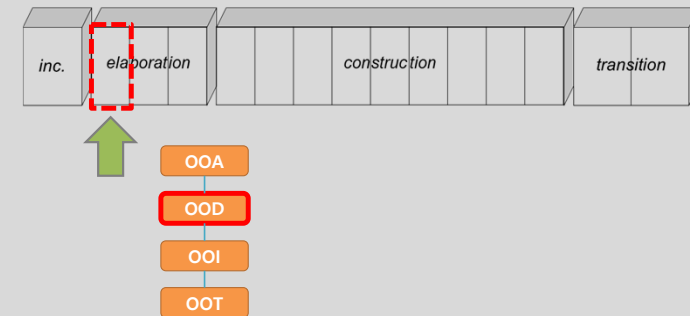 inc.
elaboration
construction
transition
OOA
OOD
OOI
OOT